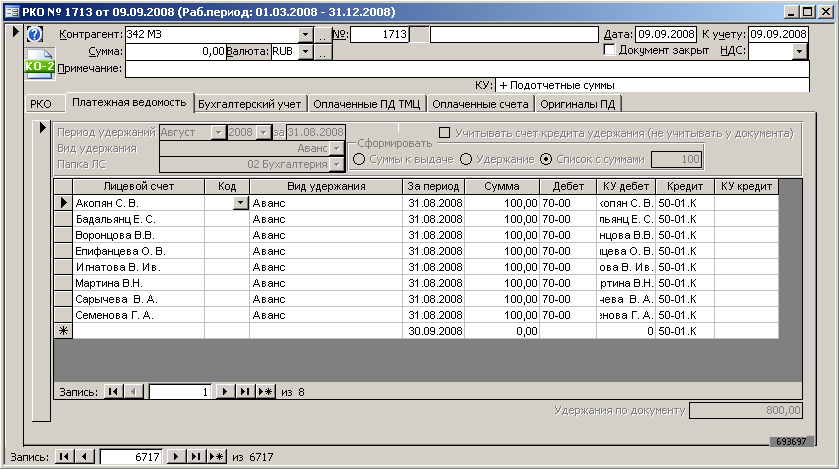 РКО № 1713 от 09.09.2008 (Раб.период: 01.03.2008 - 31.12.2008)
Контрагент: 342 МЗ .. №: 1713 Дата: 09.09.2008 К учету: 09.09.2008
КО-2 Сумма: 0,00 Валюта: RUB .. Документ закрыт НДС:
Примечание:
КУ: + Подотчетные суммы
РКО Платежная ведомость Бухгалтерский учет Оплаченные ПД ТМЦ Оплаченные счета Оригиналы ПД
Период удержаний Август 2008 за 31.08.2008 Учитывать счет кредита удержания (не учитывать у документа)
Вид удержания Аванс Сформировать
Папка ЛС 02 Бухгалтерия Суммы к выдаче Удержание Список с суммами 100
Лицевой счет Код Вид удержания За период Сумма Дебет КУ дебет Кредит КУ кредит
Акопян С. В. Аванс 31.08.2008 100,00 70-00 копян С. В. 50-01.К
Бадальянц Е. С. Аванс 31.08.2008 100,00 70-00 льянц Е. С. 50-01.К
Воронцова В.В. Аванс 31.08.2008 100,00 70-00 нцова В.В. 50-01.К
Епифанцева О. В. Аванс 31.08.2008 100,00 70-00 цева О. В. 50-01.К
Игнатова В. Ив. Аванс 31.08.2008 100,00 70-00 ова В. Ив. 50-01.К
Мартина В.Н. Аванс 31.08.2008 100,00 70-00 ртина В.Н. 50-01.К
Сарычева В. А. Аванс 31.08.2008 100,00 70-00 чева В. А. 50-01.К
Семенова Г. А. Аванс 31.08.2008 100,00 70-00 енова Г. А. 50-01.К
30.09.2008 0,00 0 50-01.К
Запись: 1 из 8
Удержания по документу 800,00
693697
Запись: 6717 из 6717